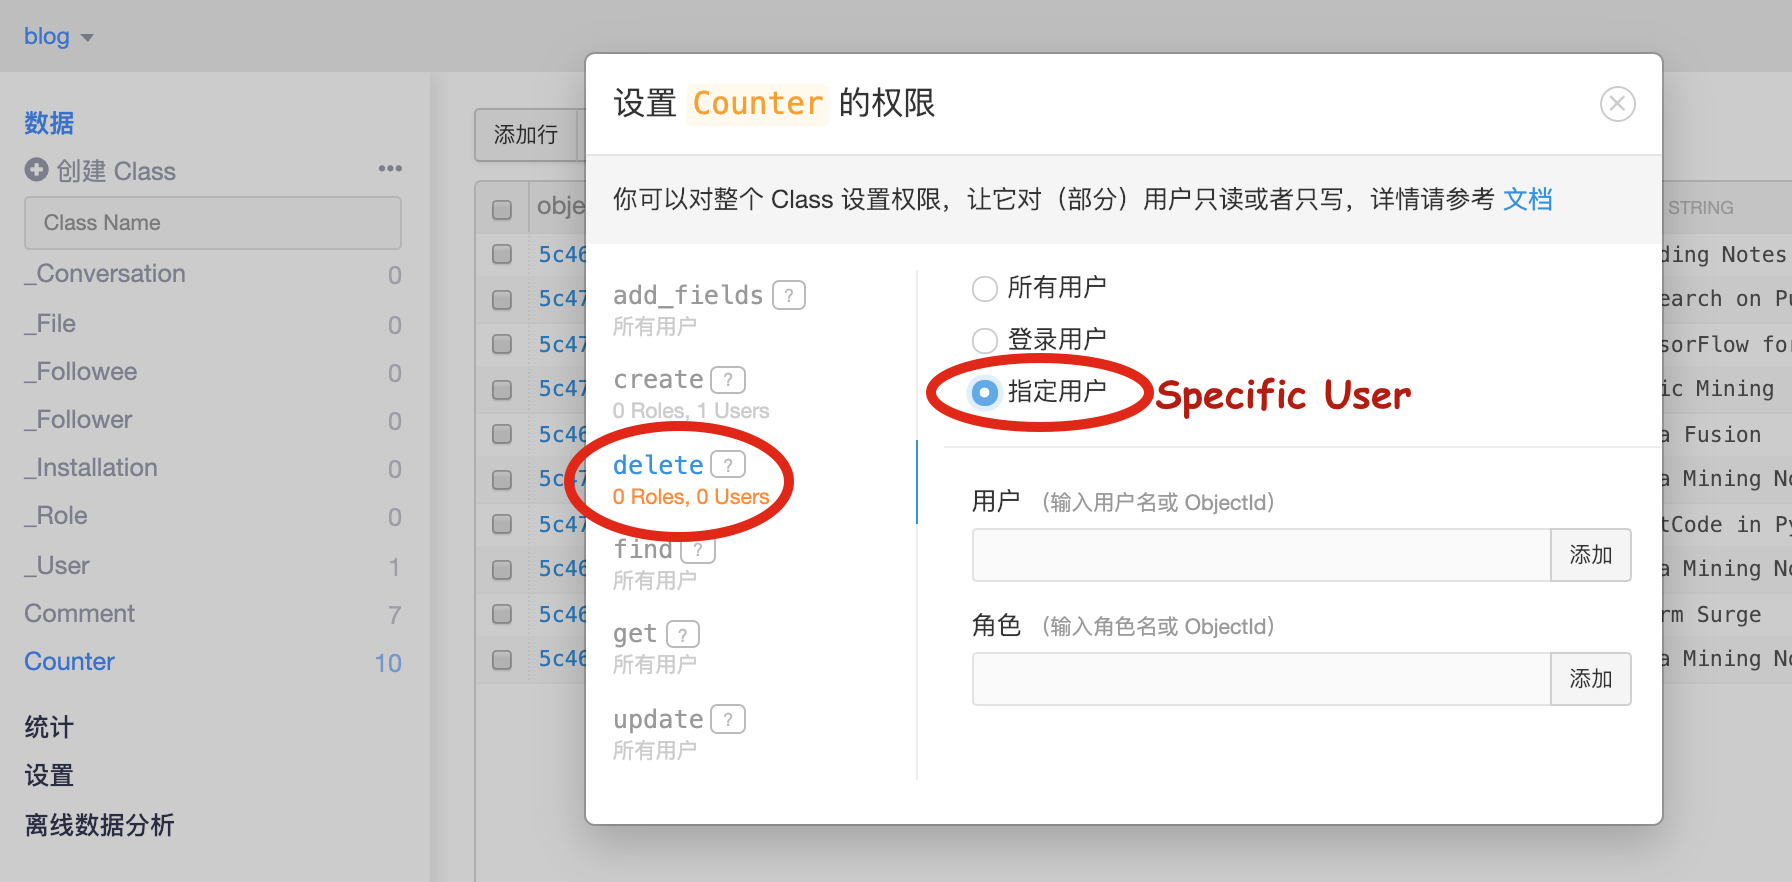 blog
数据
创建 Class
Class Name
_Conversation 0
_File 0
_Followee 0
_Follower 0
_Installation 0
_Role 0
_User 1
Comment 7
Counter 10
统计
设置
离线数据分析
添加行
obje
5c46
5c47
5c47
5c47
5c46
5c47
5c47
5c46
5c46
5c46
设置 Counter 的权限
你可以对整个 Class 设置权限，让它对（部分）用户只读或者只写，详情请参考 文档
add_fields ?
所有用户
create ?
0 Roles, 1 Users
delete ?
0 Roles, 0 Users
find ?
所有用户
get ?
所有用户
update ?
所有用户
所有用户
登录用户
指定用户
Specific User
用户 （输入用户名或 ObjectId）
添加
角色 （输入角色名或 ObjectId）
添加
STRING
ding Notes
earch on Pu
sorFlow for
ic Mining
a Fusion
a Mining No
tCode in Py
a Mining No
rm Surge
a Mining No